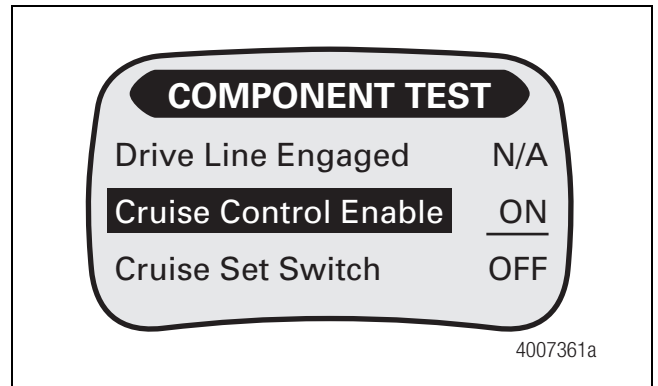 COMPONENT TEST
Drive Line Engaged N/A
Cruise Control Enable ON
Cruise Set Switch OFF
4007361a